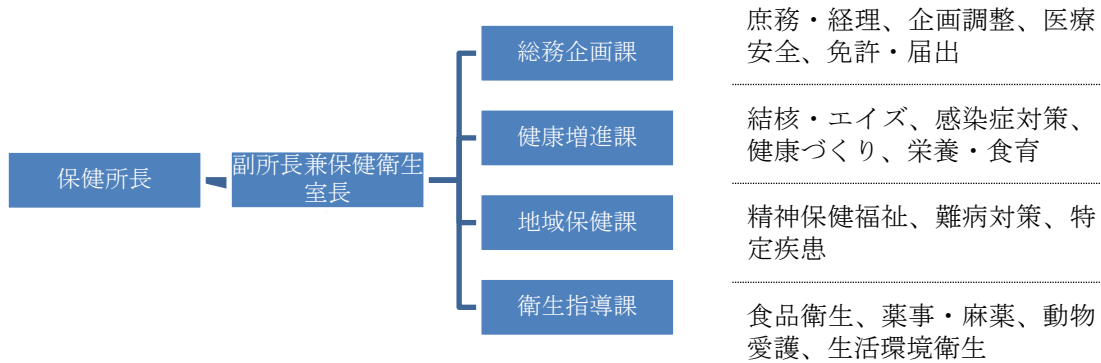 保健所長
副所長兼保健衛生
室長
総務企画課
庶務・経理、企画調整、医療
安全、免許・届出
健康増進課
結核・エイズ、感染症対策、
健康づくり、栄養・食育
地域保健課
精神保健福祉、難病対策、特
定疾患
衛生指導課
食品衛生、薬事・麻薬、動物
愛護、生活環境衛生